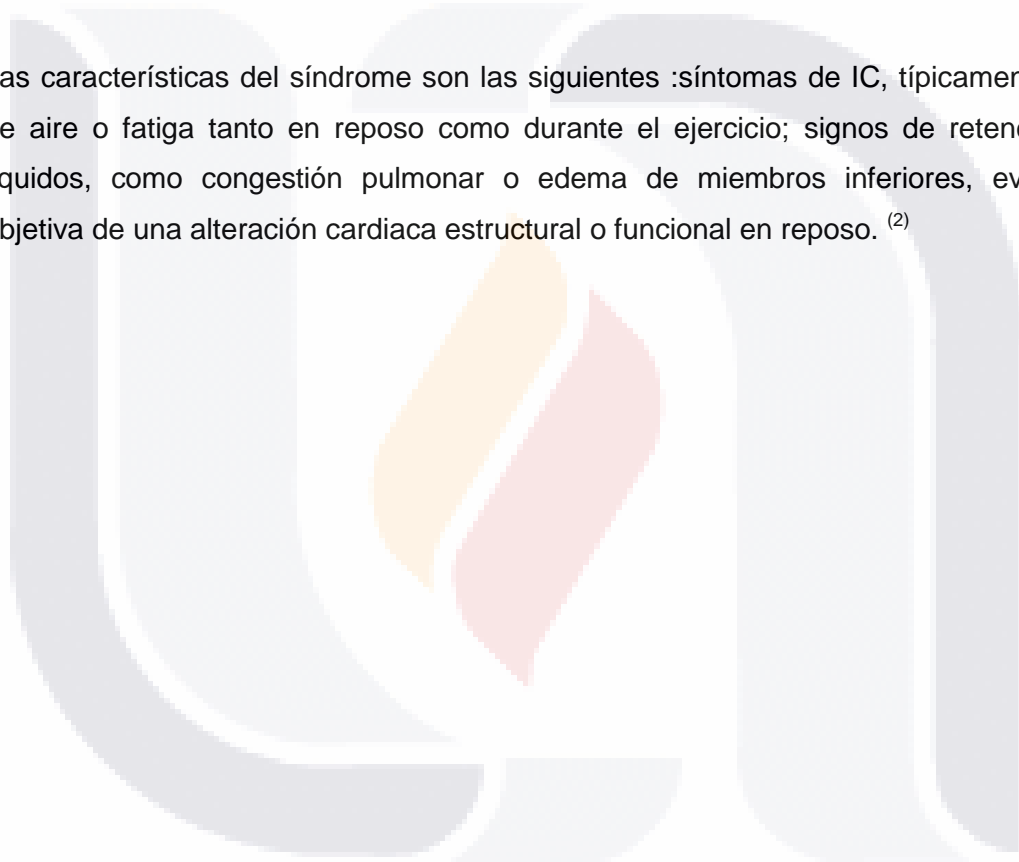 as características del síndrome son las siguientes :síntomas de IC, típicamen
e aire o fatiga tanto en reposo como durante el ejercicio; signos de reten
quidos, como congestión pulmonar o edema de miembros inferiores, ev
bjetiva de una alteración cardiaca estructural o funcional en reposo. (2)